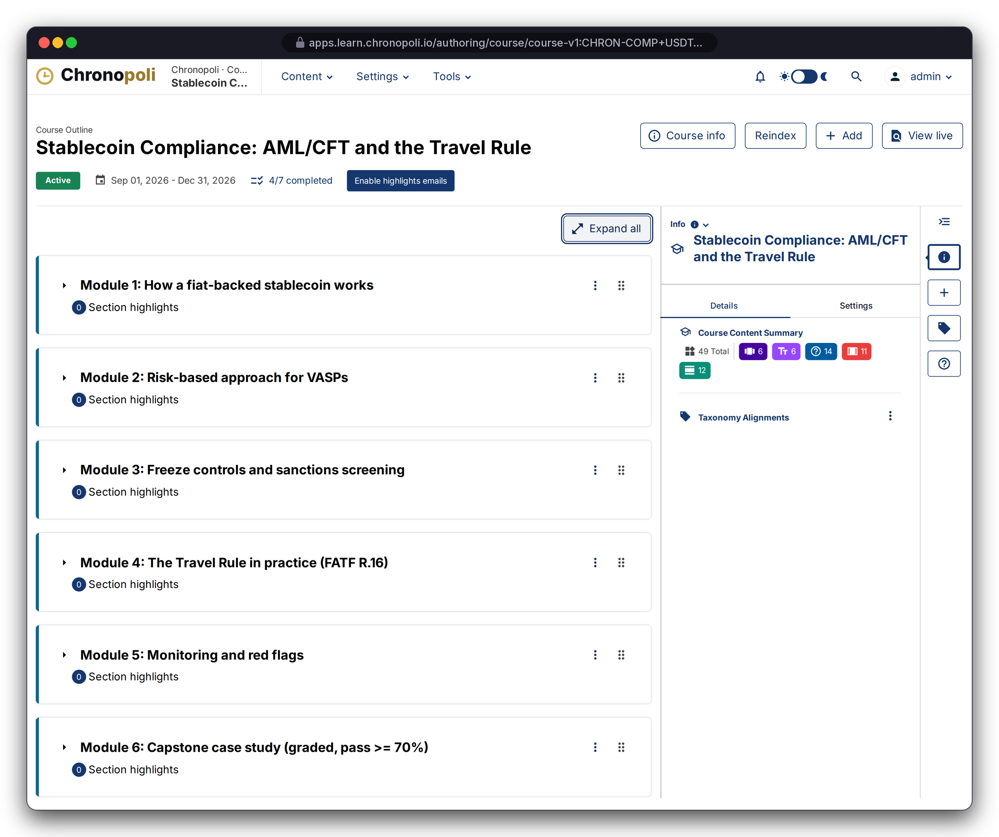 apps.learn.chronopoli.io/authoring/course/course-v1:CHRON-COMP+USDT...
Chronopoli
Chronopoli · Co...
Stablecoin C...
Content
Settings
Tools
admin
Course Outline
Stablecoin Compliance: AML/CFT and the Travel Rule
Course info
Reindex
Add
View live
Active
Sep 01, 2026 - Dec 31, 2026
4/7 completed
Enable highlights emails
Expand all
Module 1: How a fiat-backed stablecoin works
0 Section highlights
Module 2: Risk-based approach for VASPs
0 Section highlights
Module 3: Freeze controls and sanctions screening
0 Section highlights
Module 4: The Travel Rule in practice (FATF R.16)
0 Section highlights
Module 5: Monitoring and red flags
0 Section highlights
Module 6: Capstone case study (graded, pass >= 70%)
0 Section highlights
Info
Stablecoin Compliance: AML/CFT
and the Travel Rule
Details
Settings
Course Content Summary
49 Total
6
Tт 6
14
11
12
Taxonomy Alignments